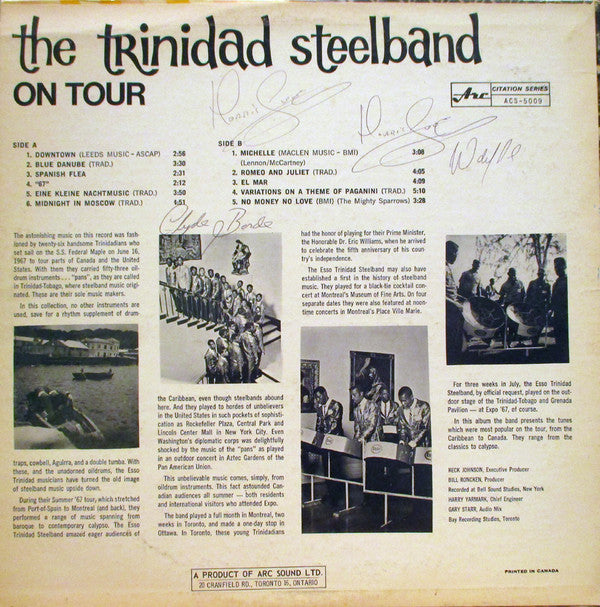 the trinidad steelband
ON TOUR
Arc
CITATION SERIES
ACS-5009
SIDE A
1. DOWNTOWN (LEEDS MUSIC-ASCAP) 2:56
2. BLUE DANUBE (TRAD.) 3:30
3. SPANISH FLEA 2:31
4. "67" 2:12
5. EINE KLEINE NACHTMUSIC (TRAD.) 3:50
6. MIDNIGHT IN MOSCOW (TRAD.) 4:51
SIDE B
1. MICHELLE (MACLEN MUSIC - BMI) 3:08
(Lennon/McCartney)
2. ROMEO AND JULIET (TRAD.) 4:05
3. EL MAR 4:09
4. VARIATIONS ON A THEME OF PAGANINI (TRAD.) 5:10
5. NO MONEY NO LOVE (BMI) (The Mighty Sparrows) 3:28
Clyde Borde
The astonishing music on this record was fash-
ioned by twenty-six handsome Trinidadians who
set sail on the S.S. Federal Maple on June 16,
1967 to tour parts of Canada and the United
States. With them they carried fifty-three oil-
drum instruments . . . "pans", as they are called
in Trinidad-Tobago, where steelband music orig-
inated. These are their sole music makers.
In this collection, no other instruments are
used, save for a rhythm supplement of drum-
traps, cowbell, Aguirra, and a double tumba. With
these, and the unadorned oildrums, the Esso
Trinidad musicians have turned the old image
of steelband music upside down.
During their Summer '67 tour, which stretched
from Port-of-Spain to Montreal (and back), they
performed a range of music spanning from
baroque to contemporary calypso. The Esso
Trinidad Steelband amazed eager audiences of
the Caribbean, even though steelbands abound
here. And they played to hordes of unbelievers
in the United States in such pockets of sophisti-
cation as Rockefeller Plaza, Central Park and
Lincoln Center Mall in New York City. Even
Washington's diplomatic corps was delightfully
shocked by the music of the "pans" as played
in an outdoor concert in Aztec Gardens of the
Pan American Union.
This unbelievable music comes, simply, from
oildrum instruments. This fact astounded Can-
adian audiences all summer - both residents
and international visitors who attended Expo.
The band played a full month in Montreal, two
weeks in Toronto, and made a one-day stop in
Ottawa. In Toronto, these young Trinidadians
had the honor of playing for their Prime Minister,
the Honorable Dr. Eric Williams, when he arrived
to celebrate the fifth anniversary of his coun-
try's independence.
The Esso Trinidad Steelband may also have
established a first in the history of steelband
music. They played for a black-tie cocktail con-
cert at Montreal's Museum of Fine Arts. On four
separate dates they were also featured at noon-
time concerts in Montreal's Place Ville Marie.
For three weeks in July, the Esso Trinidad
Steelband, by official request, played on the out-
door stage of the Trinidad-Tobago and Grenada
Pavilion - at Expo '67, of course.
In this album the band presents the tunes
which were most popular on the tour, from the
Caribbean to Canada. They range from the
classics to calypso.
RECK JOHNSON, Executive Producer
BILL RONCKEN, Producer
Recorded at Bell Sound Studios, New York
HARRY YARMARK, Chief Engineer
GARY STARR, Audio Mix
Bay Recording Studios, Toronto
A PRODUCT OF ARC SOUND LTD.
20 CRANFIELD RD., TORONTO 16, ONTARIO
PRINTED IN CANADA